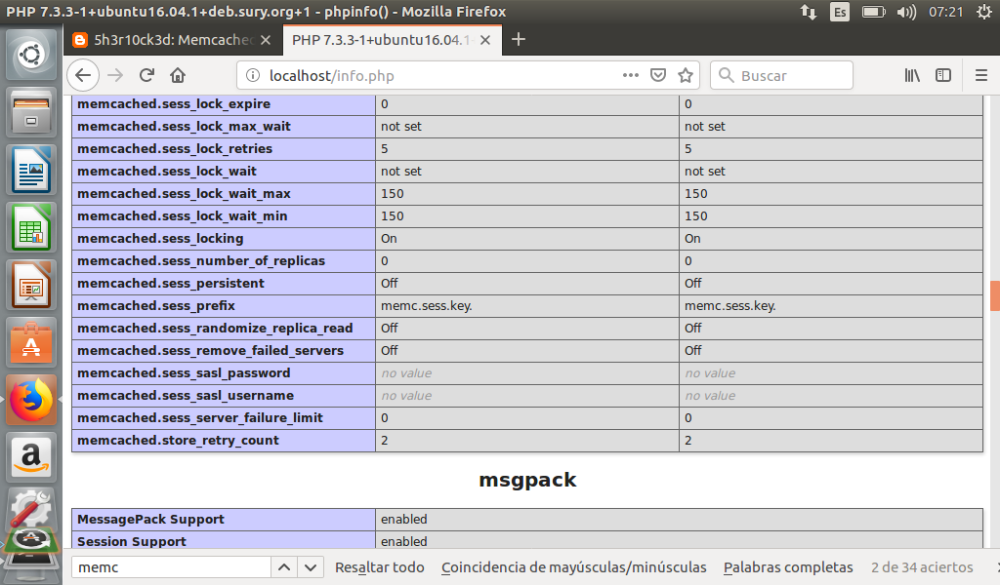 PHP 7.3.3-1+ubuntu16.04.1+deb.sury.org+1 - phpinfo() - Mozilla Firefox Es 07:21
5h3r10ck3d: Memcached PHP 7.3.3-1+ubuntu16.04.1-
localhost/info.php Buscar
memcached.sess_lock_expire 0 0
memcached.sess_lock_max_wait not set not set
memcached.sess_lock_retries 5 5
memcached.sess_lock_wait not set not set
memcached.sess_lock_wait_max 150 150
memcached.sess_lock_wait_min 150 150
memcached.sess_locking On On
memcached.sess_number_of_replicas 0 0
memcached.sess_persistent Off Off
memcached.sess_prefix memc.sess.key. memc.sess.key.
memcached.sess_randomize_replica_read Off Off
memcached.sess_remove_failed_servers Off Off
memcached.sess_sasl_password no value no value
memcached.sess_sasl_username no value no value
memcached.sess_server_failure_limit 0 0
memcached.store_retry_count 2 2
msgpack
MessagePack Support enabled
Session Support enabled
memc Resaltar todo Coincidencia de mayúsculas/minúsculas Palabras completas 2 de 34 aciertos